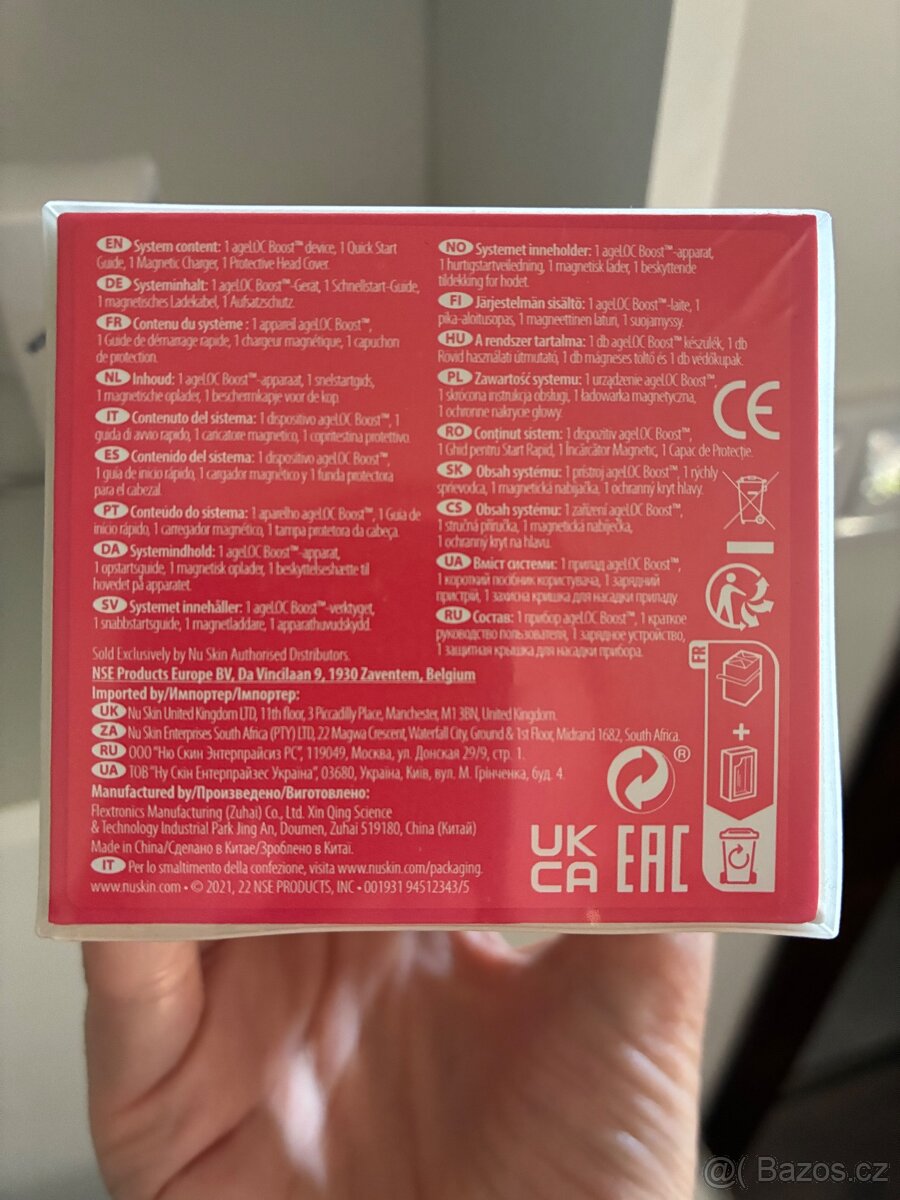 EN System content: 1 ageLOC Boost™ device, 1 Quick Start
Guide, 1 Magnetic Charger, 1 Protective Head Cover.
DE Systeminhalt: 1 ageLOC Boost™-Gerät, 1 Schnellstart-Guide,
1 magnetisches Ladekabel, 1 Aufsatzschutz.
FR Contenu du système : 1 appareil ageLOC Boost™,
1 Guide de démarrage rapide, 1 chargeur magnétique, 1 capuchon
de protection.
NL Inhoud: 1 ageLOC Boost™-apparaat, 1 snelstartgids,
1 magnetische oplader, 1 beschermkapje voor de kop.
IT Contenuto del sistema: 1 dispositivo ageLOC Boost™, 1
guida di avvio rapido, 1 caricatore magnetico, 1 copritestina protettivo.
ES Contenido del sistema: 1 dispositivo ageLOC Boost™,
1 guía de inicio rápido, 1 cargador magnético y 1 funda protectora
para el cabezal.
PT Conteúdo do sistema: 1 aparelho ageLOC Boost™, 1 Guia de
início rápido, 1 carregador magnético, 1 tampa protetora da cabeça.
DA Systemindhold: 1 ageLOC Boost™-apparat,
1 opstartsguide, 1 magnetisk oplader, 1 beskyttelseshætte til
hovedet på apparatet.
SV Systemet innehåller: 1 ageLOC Boost™-verktyget,
1 snabbstartsguide, 1 magnetladdare, 1 apparathuvudskydd.
NO Systemet inneholder: 1 ageLOC Boost™-apparat,
1 hurtigstartveiledning, 1 magnetisk lader, 1 beskyttende
tildekking for hodet.
FI Järjestelmän sisältö: 1 ageLOC Boost™-laite, 1
pika-aloitusopas, 1 magneettinen laturi, 1 suojamyssy.
HU A rendszer tartalma: 1 db ageLOC Boost™ készülék, 1 db
Rövid használati útmutató, 1 db mágneses töltő és 1 db védőkupak.
PL Zawartość systemu: 1 urządzenie ageLOC Boost™,
1 skrócona instrukcja obsługi, 1 ładowarka magnetyczna,
1 ochronne nakrycie głowy.
RO Conținut sistem: 1 dispozitiv ageLOC Boost™,
1 Ghid pentru Start Rapid, 1 Încărcător Magnetic, 1 Capac de Protecție.
SK Obsah systému: 1 prístroj ageLOC Boost™, 1 rýchly
sprievodca, 1 magnetická nabíjačka, 1 ochranný kryt hlavy.
CS Obsah systému: 1 zařízení ageLOC Boost™,
1 stručná příručka, 1 magnetická nabíječka,
1 ochranný kryt na hlavu.
UA Вміст системи: 1 прилад ageLOC Boost™,
1 короткий посібник користувача, 1 зарядний
пристрій, 1 захисна кришка для насадки приладу.
RU Состав: 1 прибор ageLOC Boost™, 1 краткое
руководство пользователя, 1 зарядное устройство,
1 защитная крышка для насадки прибора.
Sold Exclusively by Nu Skin Authorised Distributors.
NSE Products Europe BV, Da Vincilaan 9, 1930 Zaventem, Belgium
Imported by/Импортер/Імпортер:
UK Nu Skin United Kingdom LTD, 11th floor, 3 Piccadilly Place, Manchester, M1 3BN, United Kingdom.
ZA Nu Skin Enterprises South Africa (PTY) LTD, 22 Magwa Crescent, Waterfall City, Ground & 1st Floor, Midrand 1682, South Africa.
RU ООО "Ню Скин Энтерпрайзиз РС", 119049, Москва, ул. Донская 29/9, стр. 1.
UA ТОВ "Ну Скін Ентерпрайзес Україна", 03680, Україна, Київ, вул. М. Грінченка, буд. 4.
Manufactured by/Произведено/Виготовлено:
Flextronics Manufacturing (Zuhai) Co., Ltd. Xin Qing Science
& Technology Industrial Park Jing An, Doumen, Zuhai 519180, China (Китай)
Made in China/Сделано в Китае/Зроблено в Китаї.
IT Per lo smaltimento della confezione, visita www.nuskin.com/packaging.
www.nuskin.com • © 2021, 22 NSE PRODUCTS, INC • 001931 94512343/5
CE
FR
+
®
UK
CA
EAC
@( Bazos.cz